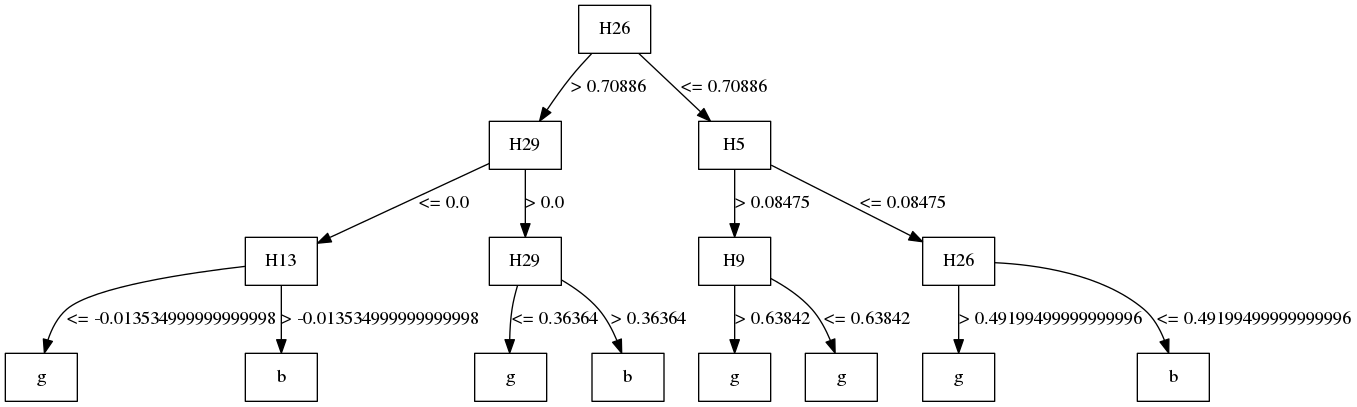 H26
> 0.70886
<= 0.70886
H29
H5
<= 0.0
> 0.0
> 0.08475
<= 0.08475
H13
H29
H9
H26
<= -0.013534999999999998
> -0.013534999999999998
<= 0.36364
> 0.36364
> 0.63842
<= 0.63842
> 0.49199499999999996
<= 0.49199499999999996
g
b
g
b
g
g
g
b